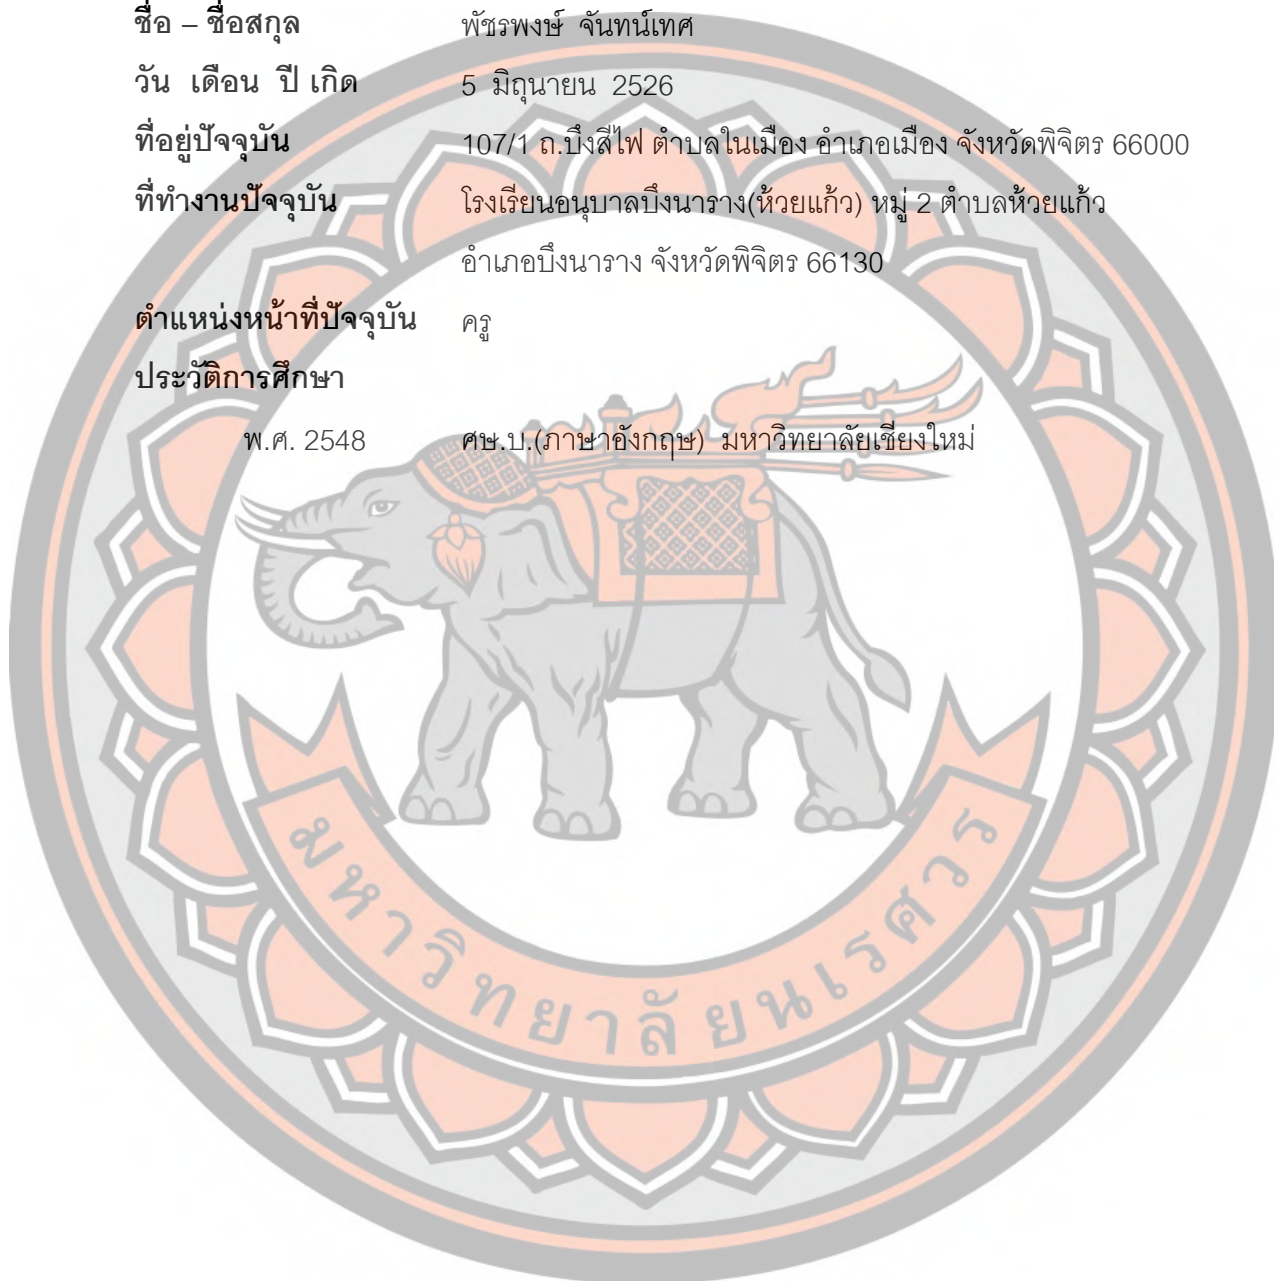 ชื่อ – ชื่อสกุล พัชรพงษ์ จันทน์เทศ
วัน เดือน ปี เกิด 5 มิถุนายน 2526
ที่อยู่ปัจจุบัน 107/1 ถ.บึงสีไฟ ตำบลในเมือง อำเภอเมือง จังหวัดพิจิตร 66000
ที่ทำงานปัจจุบัน โรงเรียนอนุบาลบึงนาราง(ห้วยแก้ว) หมู่ 2 ตำบลห้วยแก้ว
อำเภอบึงนาราง จังหวัดพิจิตร 66130
ตำแหน่งหน้าที่ปัจจุบัน ครู
ประวัติการศึกษา
พ.ศ. 2548 ศษ.บ.(ภาษาอังกฤษ) มหาวิทยาลัยเชียงใหม่
มหาวิทยาลัยนเรศวร